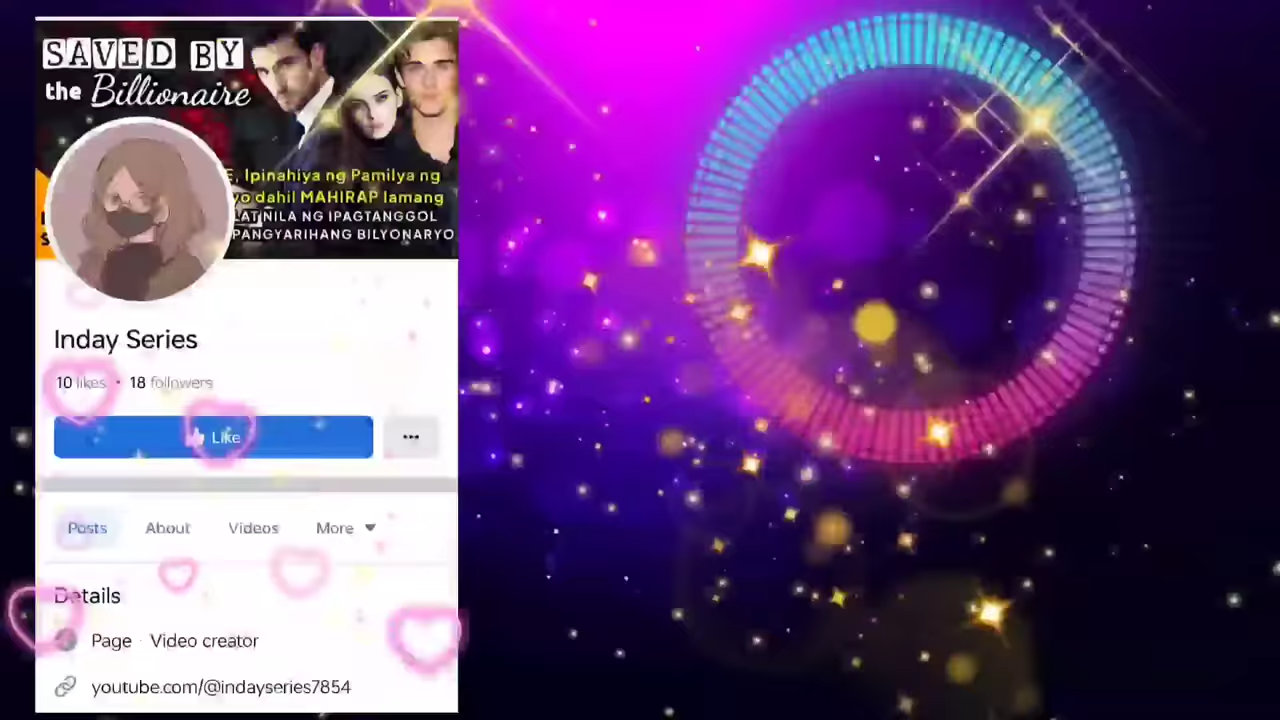 SAVED BY
the Billionaire
E, Ipinahiya ng Pamilya ng
yo dahil MAHIRAP lamang
NILA NG IPAGTANGGOL
PANGYARIHANG BILYONARYO
Inday Series
10 likes · 18 followers
Like
Posts About Videos More
Details
Page · Video creator
youtube.com/@indayseries7854